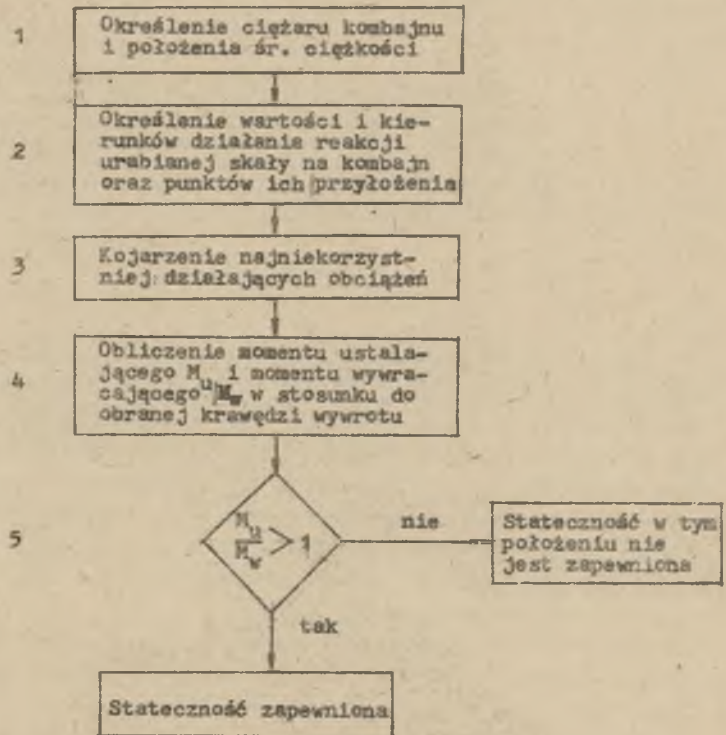 1
Określenie ciężaru kombajnu
i położenia śr. ciężkości
2
Określenie wartości i kie-
runków działania reakcji
urabianej skały na kombajn
oraz punktów ich przyłożenia
3
Kojarzenie najniekorzyst-
niej działających obciążeń
4
Obliczenie momentu ustala-
jącego Mu i momentu wywra-
cającego Mw w stosunku do
obranej krawędzi wywrotu
5
Mu
Mw > 1
nie
Stateczność w tym
położeniu nie
jest zapewniona
tak
Stateczność zapewniona